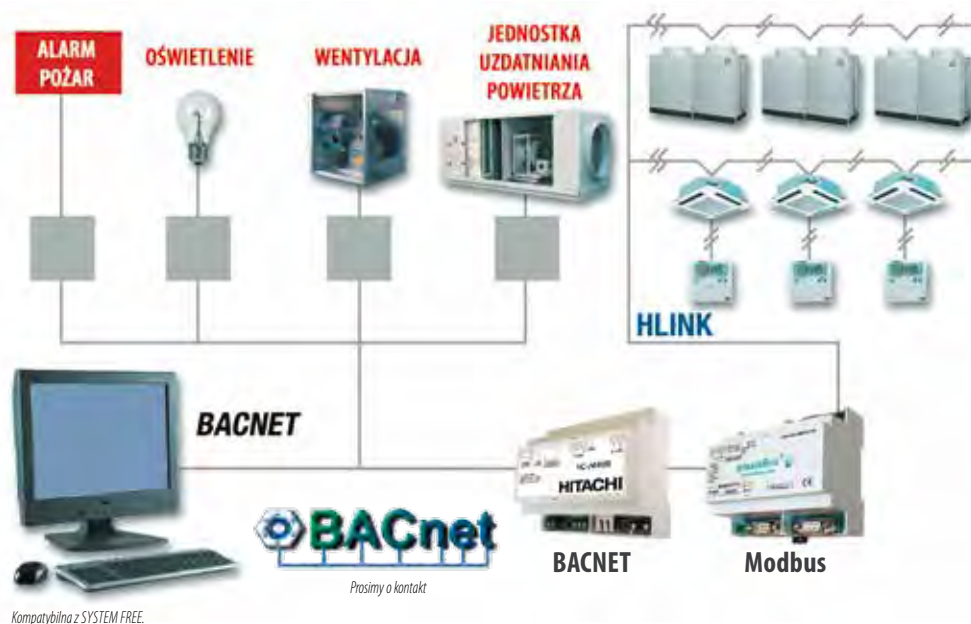 ALARM
POŻAR
OŚWIETLENIE
WENTYLACJA
JEDNOSTKA
UZDATNIANIA
POWIETRZA
HLINK
BACNET
HITACHI
BACnet
BACNET
Modbus
Prosimy o kontakt
Kompatybilna z SYSTEM FREE.